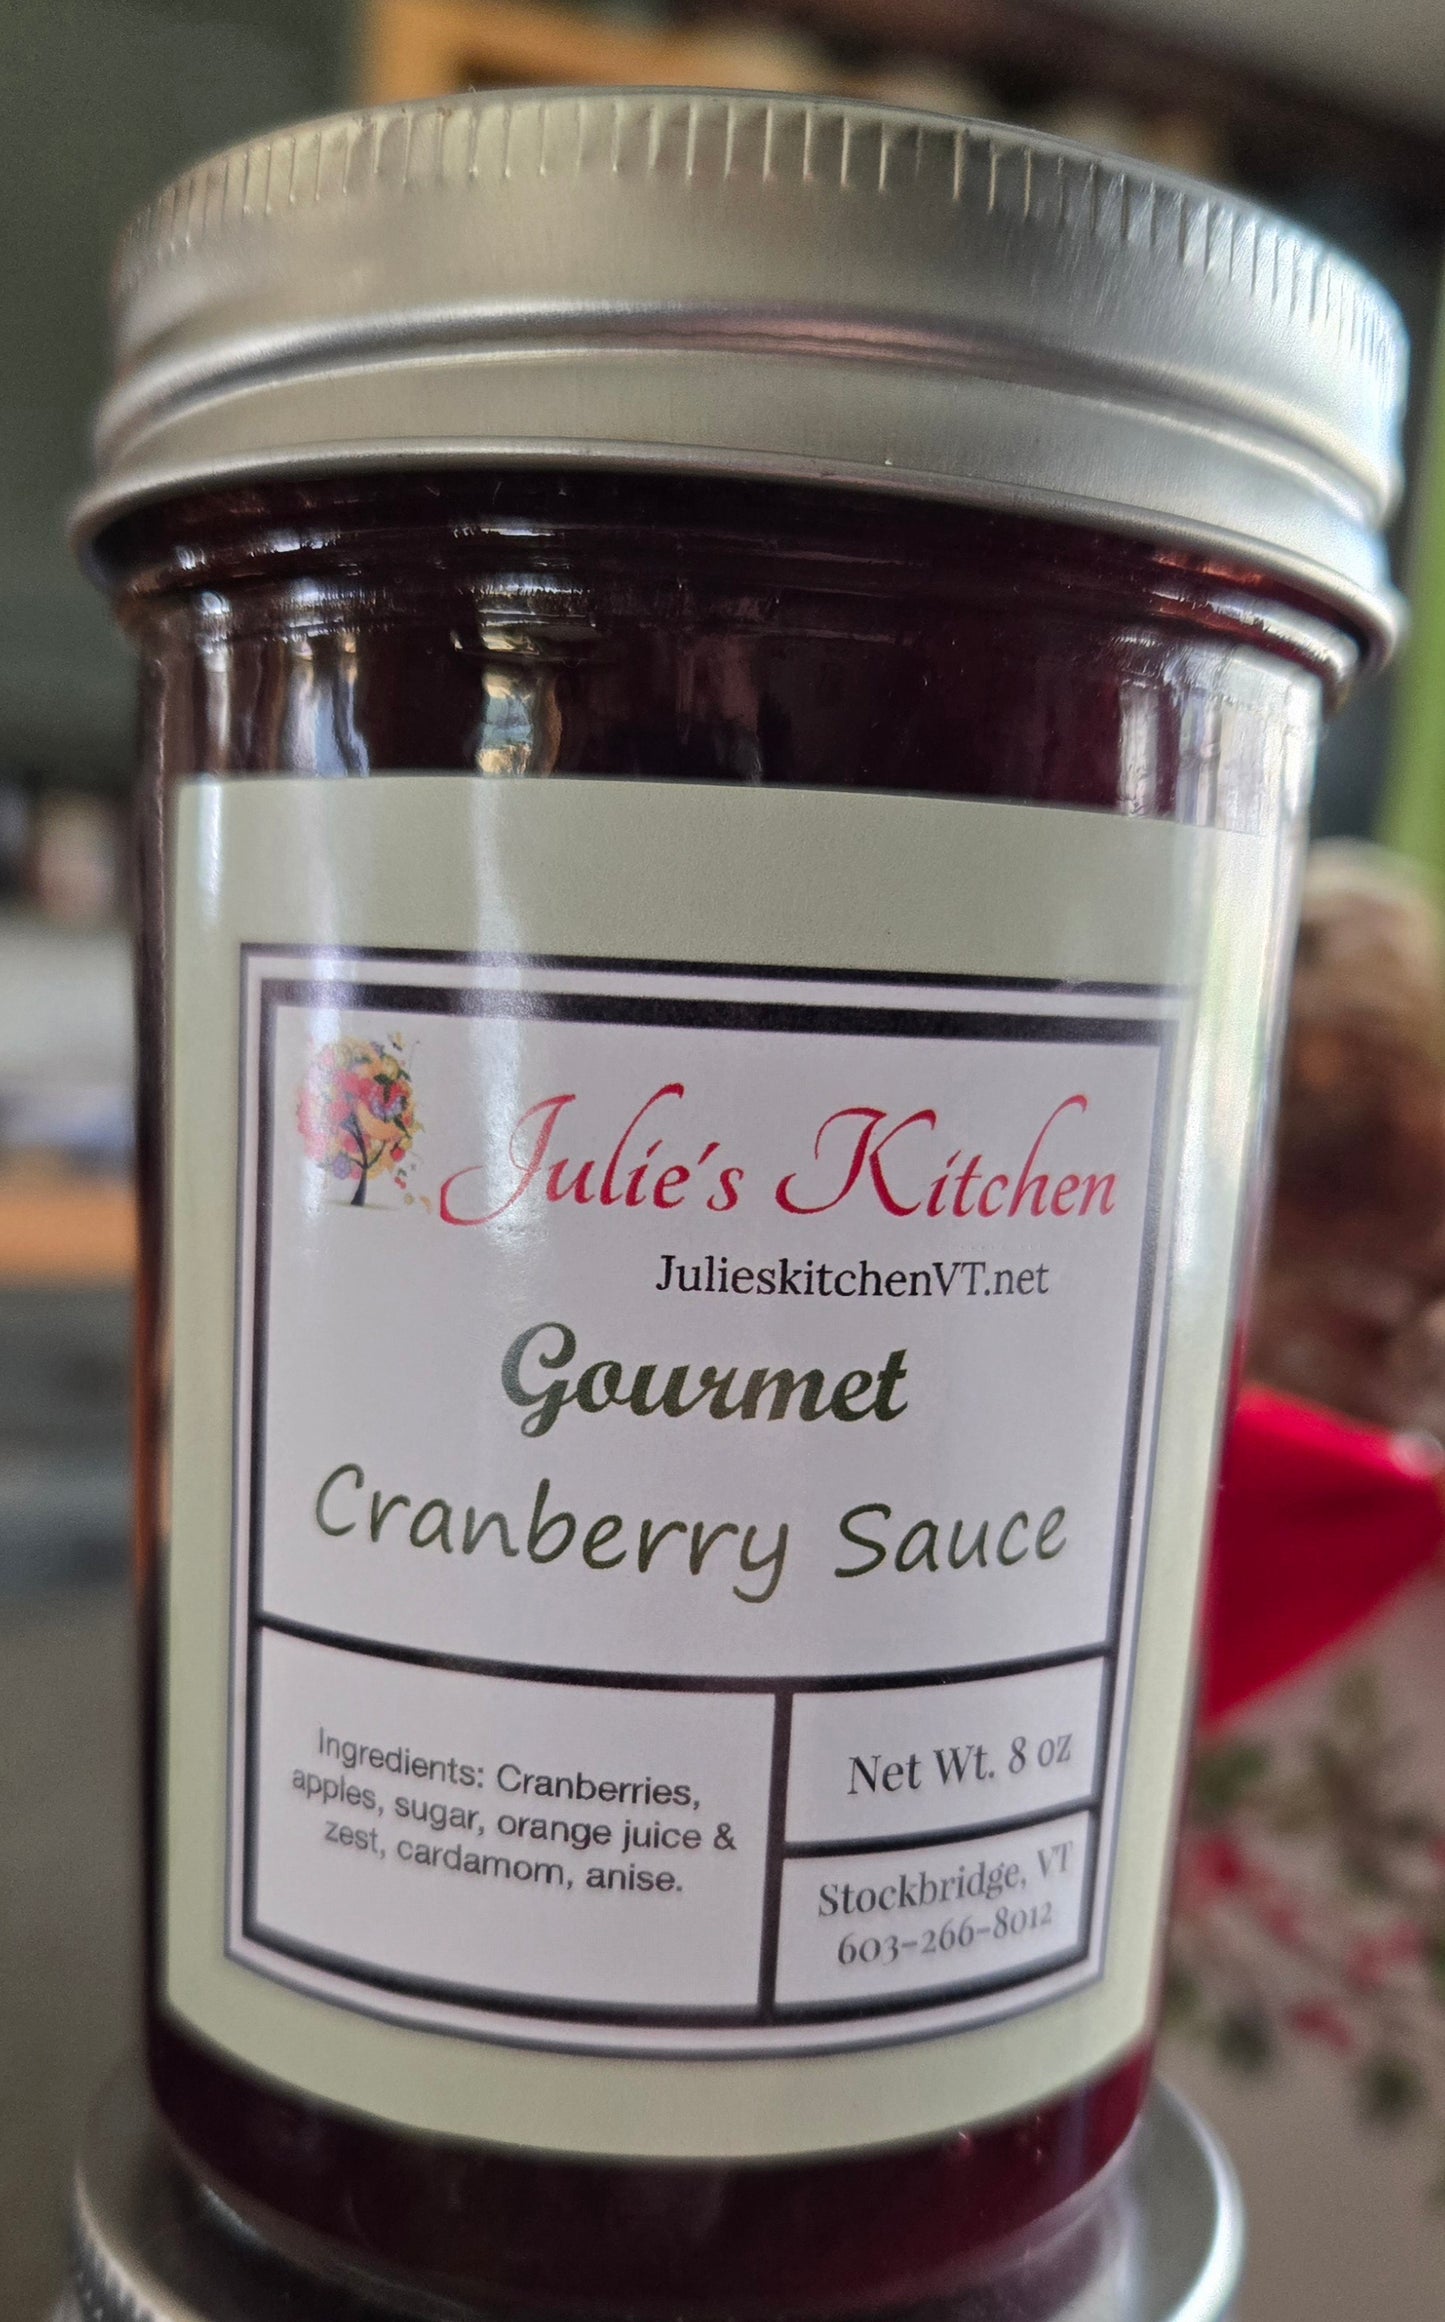 Julie's Kitchen
JulieskitchenVT.net
Gourmet
Cranberry Sauce
Ingredients: Cranberries,
apples, sugar, orange juice &
zest, cardamom, anise.
Net Wt. 8 oz
Stockbridge, VT
603-266-8012